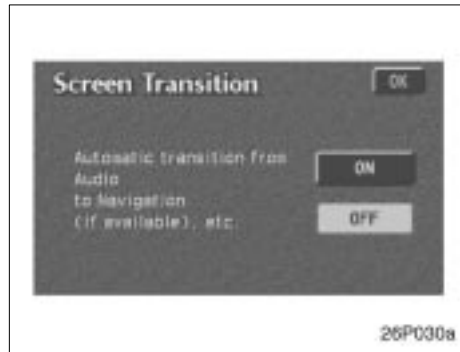 Screen Transition
OK
Automatic transition from
Audio
to Navigation
(if available), etc.
ON
OFF
26P030a